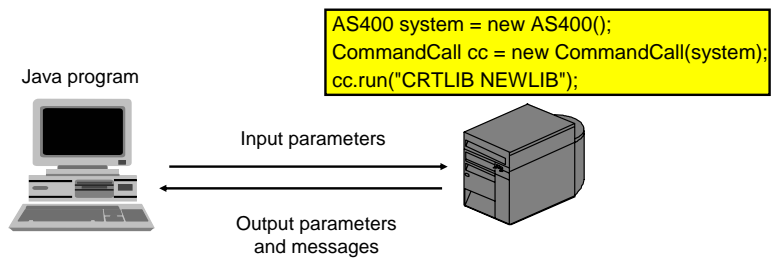 AS400 system = new AS400();
CommandCall cc = new CommandCall(system);
cc.run("CRTLIB NEWLIB");
Java program
Input parameters
Output parameters
and messages